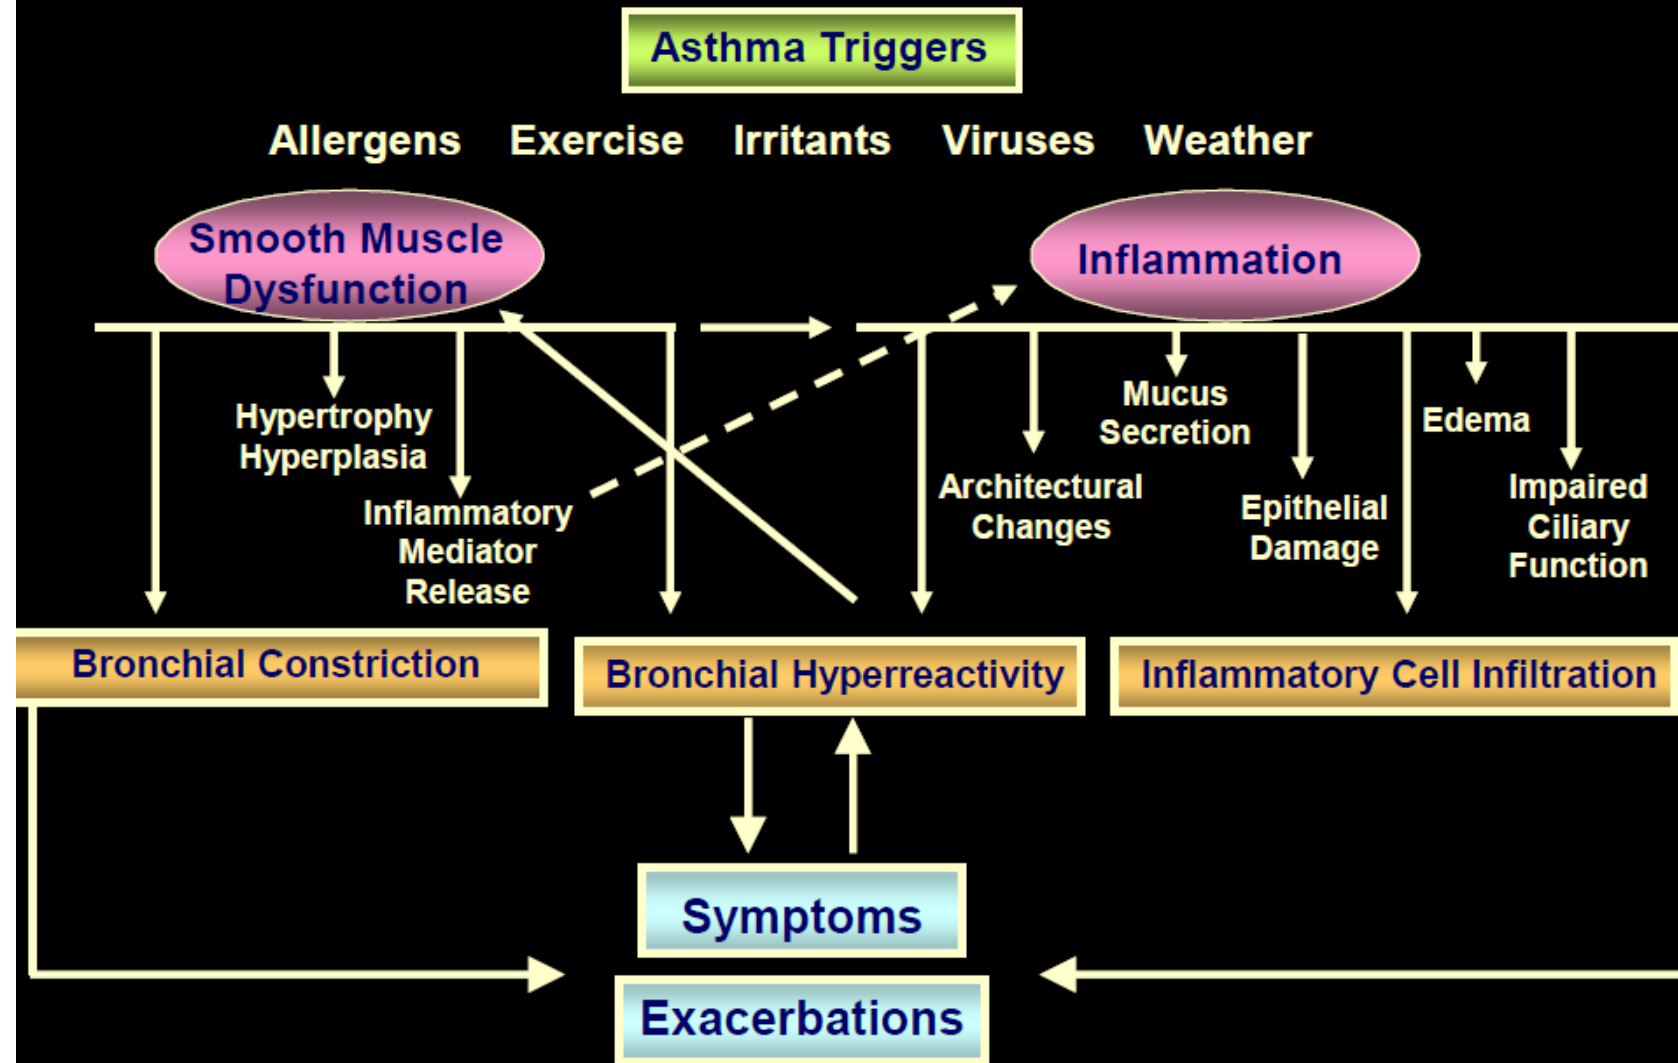 Asthma Triggers
Allergens Exercise Irritants Viruses Weather
Smooth Muscle
Dysfunction
Inflammation
Hypertrophy
Hyperplasia
Inflammatory
Mediator
Release
Architectural
Changes
Mucus
Secretion
Epithelial
Damage
Edema
Impaired
Ciliary
Function
Bronchial Constriction
Bronchial Hyperreactivity
Inflammatory Cell Infiltration
Symptoms
Exacerbations